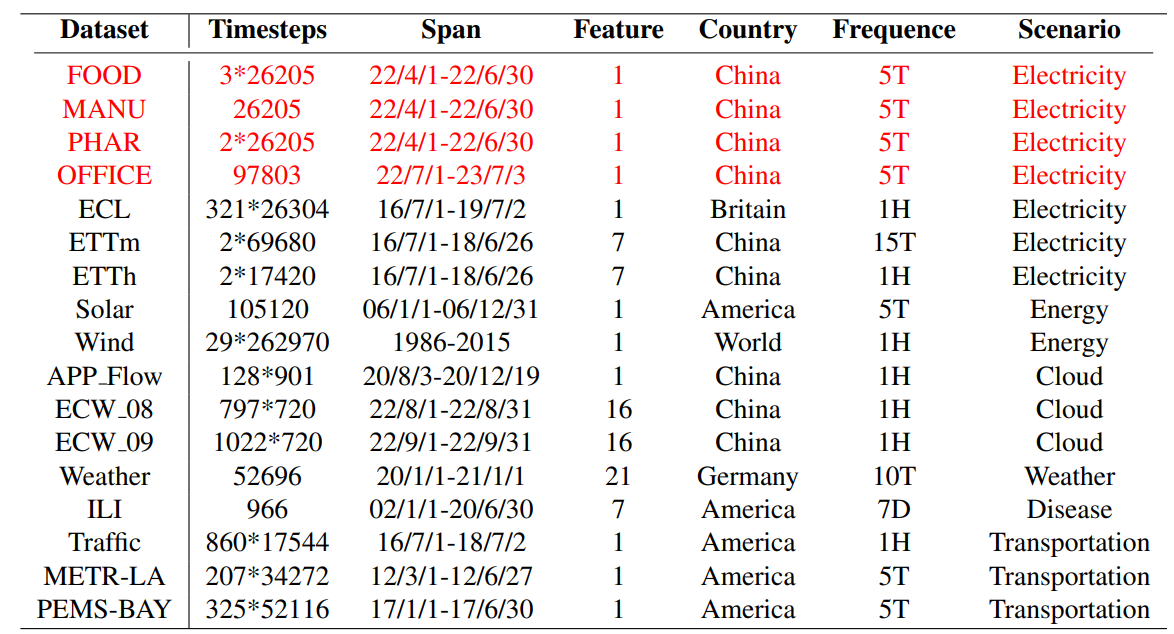 Dataset Timesteps Span Feature Country Frequence Scenario
FOOD 3*26205 22/4/1-22/6/30 1 China 5T Electricity
MANU 26205 22/4/1-22/6/30 1 China 5T Electricity
PHAR 2*26205 22/4/1-22/6/30 1 China 5T Electricity
OFFICE 97803 22/7/1-23/7/3 1 China 5T Electricity
ECL 321*26304 16/7/1-19/7/2 1 Britain 1H Electricity
ETTm 2*69680 16/7/1-18/6/26 7 China 15T Electricity
ETTh 2*17420 16/7/1-18/6/26 7 China 1H Electricity
Solar 105120 06/1/1-06/12/31 1 America 5T Energy
Wind 29*262970 1986-2015 1 World 1H Energy
APP_Flow 128*901 20/8/3-20/12/19 1 China 1H Cloud
ECW_08 797*720 22/8/1-22/8/31 16 China 1H Cloud
ECW_09 1022*720 22/9/1-22/9/31 16 China 1H Cloud
Weather 52696 20/1/1-21/1/1 21 Germany 10T Weather
ILI 966 02/1/1-20/6/30 7 America 7D Disease
Traffic 860*17544 16/7/1-18/7/2 1 America 1H Transportation
METR-LA 207*34272 12/3/1-12/6/27 1 America 5T Transportation
PEMS-BAY 325*52116 17/1/1-17/6/30 1 America 5T Transportation